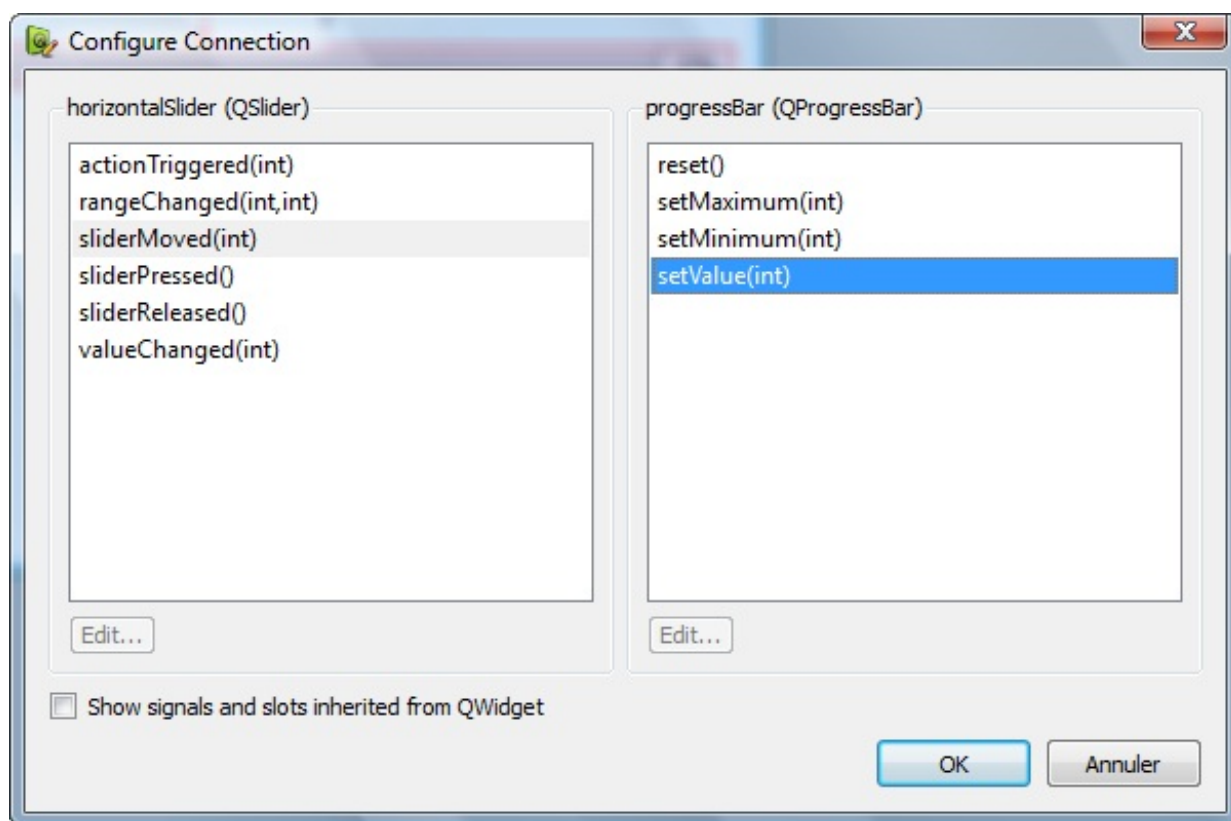 Configure Connection
X
horizontalSlider (QSlider)
actionTriggered(int)
rangeChanged(int,int)
sliderMoved(int)
sliderPressed()
sliderReleased()
valueChanged(int)
Edit...
progressBar (QProgressBar)
reset()
setMaximum(int)
setMinimum(int)
setValue(int)
Edit...
Show signals and slots inherited from QWidget
OK
Annuler